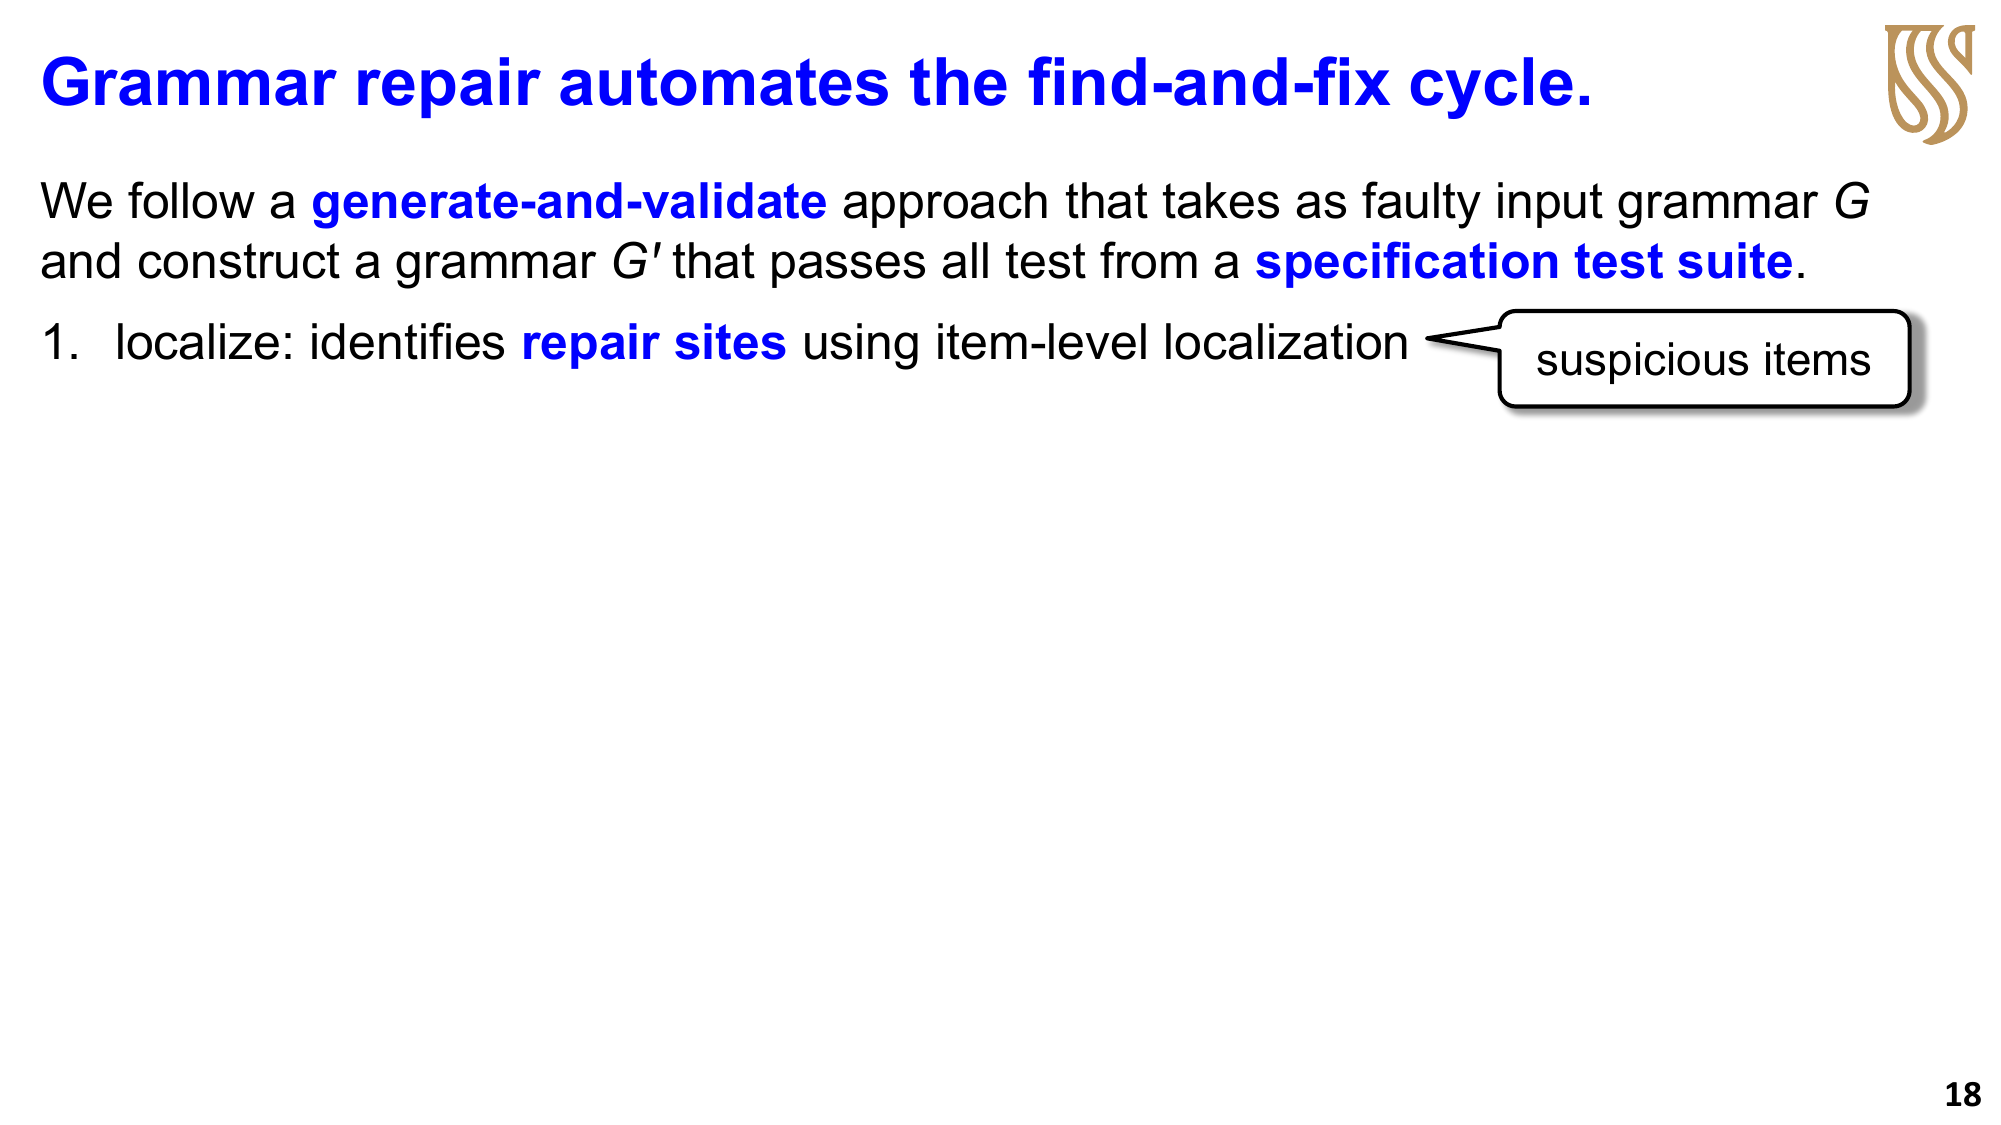 Grammar repair automates the find-and-fix cycle.
We follow a generate-and-validate approach that takes as faulty input grammar G
and construct a grammar G' that passes all test from a specification test suite.
1. localize: identifies repair sites using item-level localization
suspicious items
18